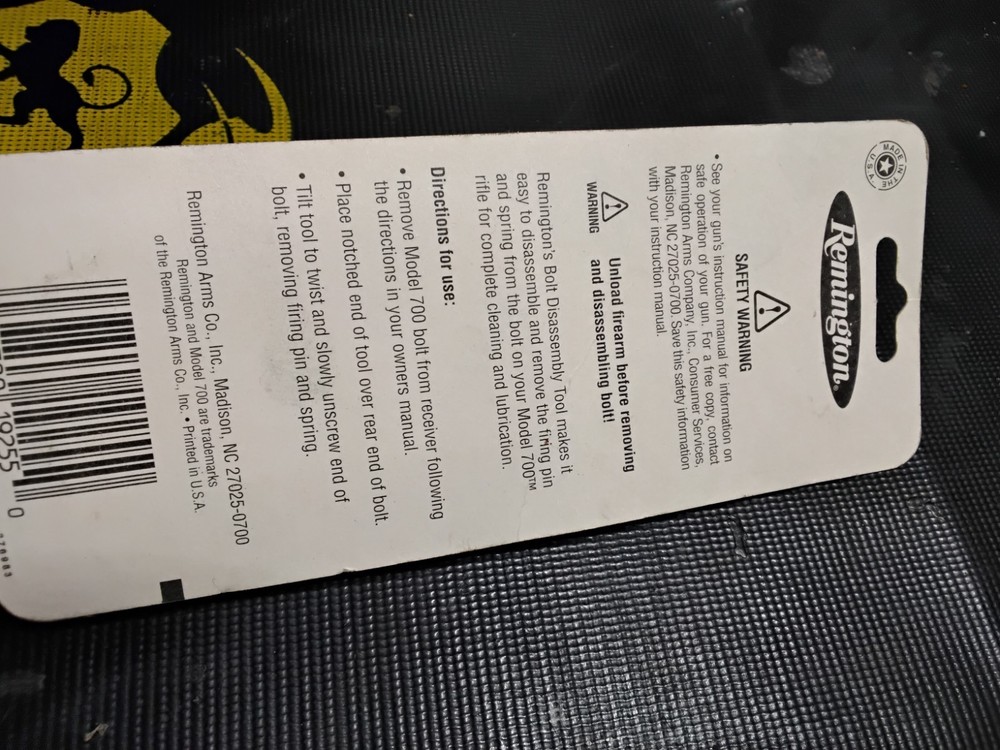 MADE IN THE U.S.A.
Remington®
SAFETY WARNING
• See your gun's instruction manual for information on
safe operation of your gun. For a free copy, contact
Remington Arms Company, Inc., Consumer Services,
Madison, NC 27025-0700. Save this safety information
with your instruction manual.
WARNING
Unload firearm before removing
and disassembling bolt!
Remington's Bolt Disassembly Tool makes it
easy to disassemble and remove the firing pin
and spring from the bolt on your Model 700™
rifle for complete cleaning and lubrication.
Directions for use:
• Remove Model 700 bolt from receiver following
the directions in your owners manual.
• Place notched end of tool over rear end of bolt.
• Tilt tool to twist and slowly unscrew end of
bolt, removing firing pin and spring.
Remington Arms Co., Inc., Madison, NC 27025-0700
Remington and Model 700 are trademarks
of the Remington Arms Co., Inc. • Printed in U.S.A.
19255 0